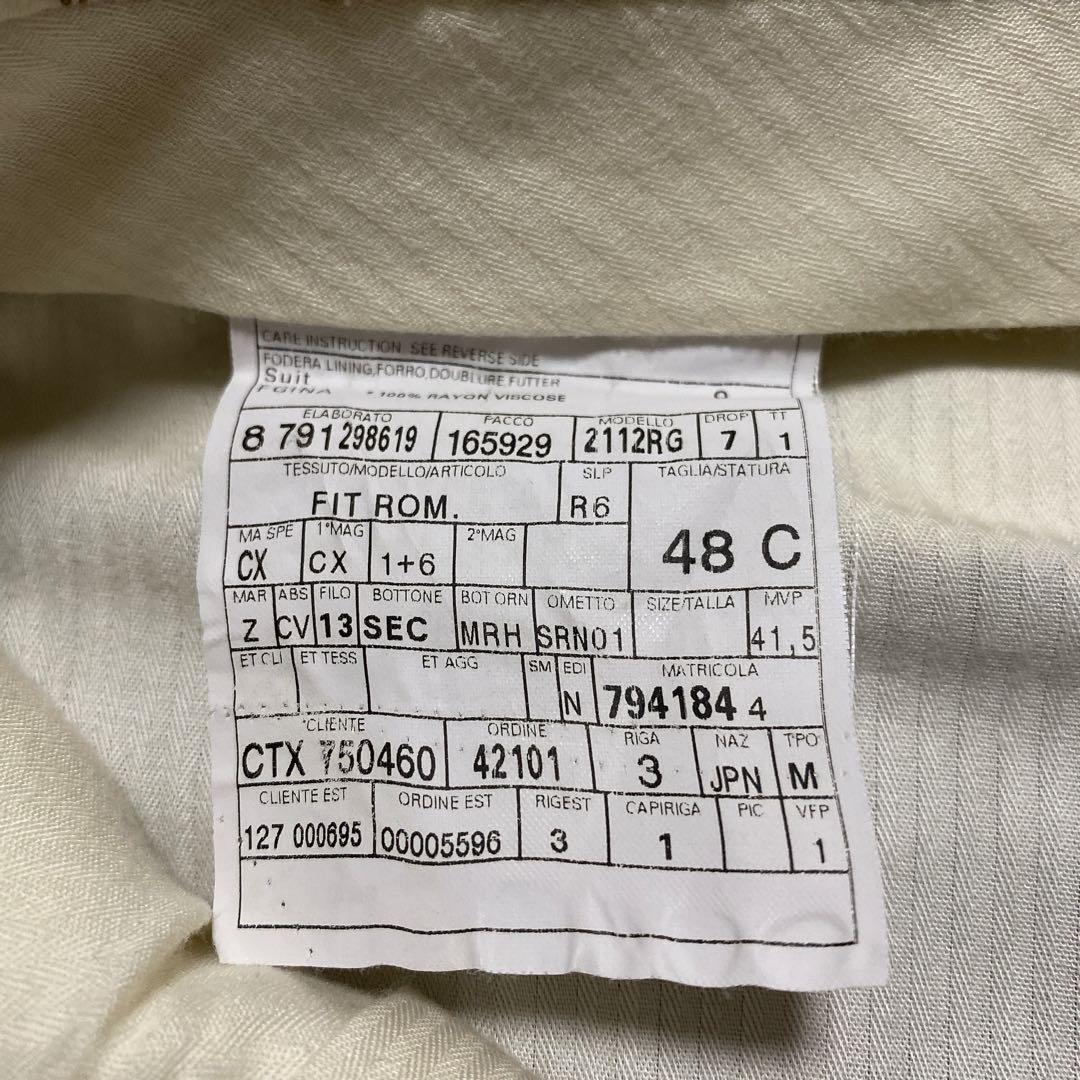 CARE INSTRUCTION SEE REVERSE SIDE
FODERA LINING,FORRO,DOUBLURE FUTTER
Suit
* 100% RAYON VISCOSE
ELABORATO PACCO MODELLO DROP TT
8 791298619 165929 2112RG 7 1
TESSUTO/MODELLO/ARTICOLO SLP TAGLIA/STATURA
FIT ROM. R6
48 C
MA SPE 1°MAG 2°MAG
CX CX 1+6
MAR ABS FILO BOTTONE BOT ORN OMETTO SIZE/TALLA MVP
Z CV 13 SEC MRH SRN01 41,5
ET CLI ET TESS ET AGG SM EDI MATRICOLA
N 794184 4
CLIENTE ORDINE RIGA NAZ TPO
CTX 750460 42101 3 JPN M
CLIENTE EST ORDINE EST RIGEST CAPIRIGA PIC VFP
127 000695 00005596 3 1 1